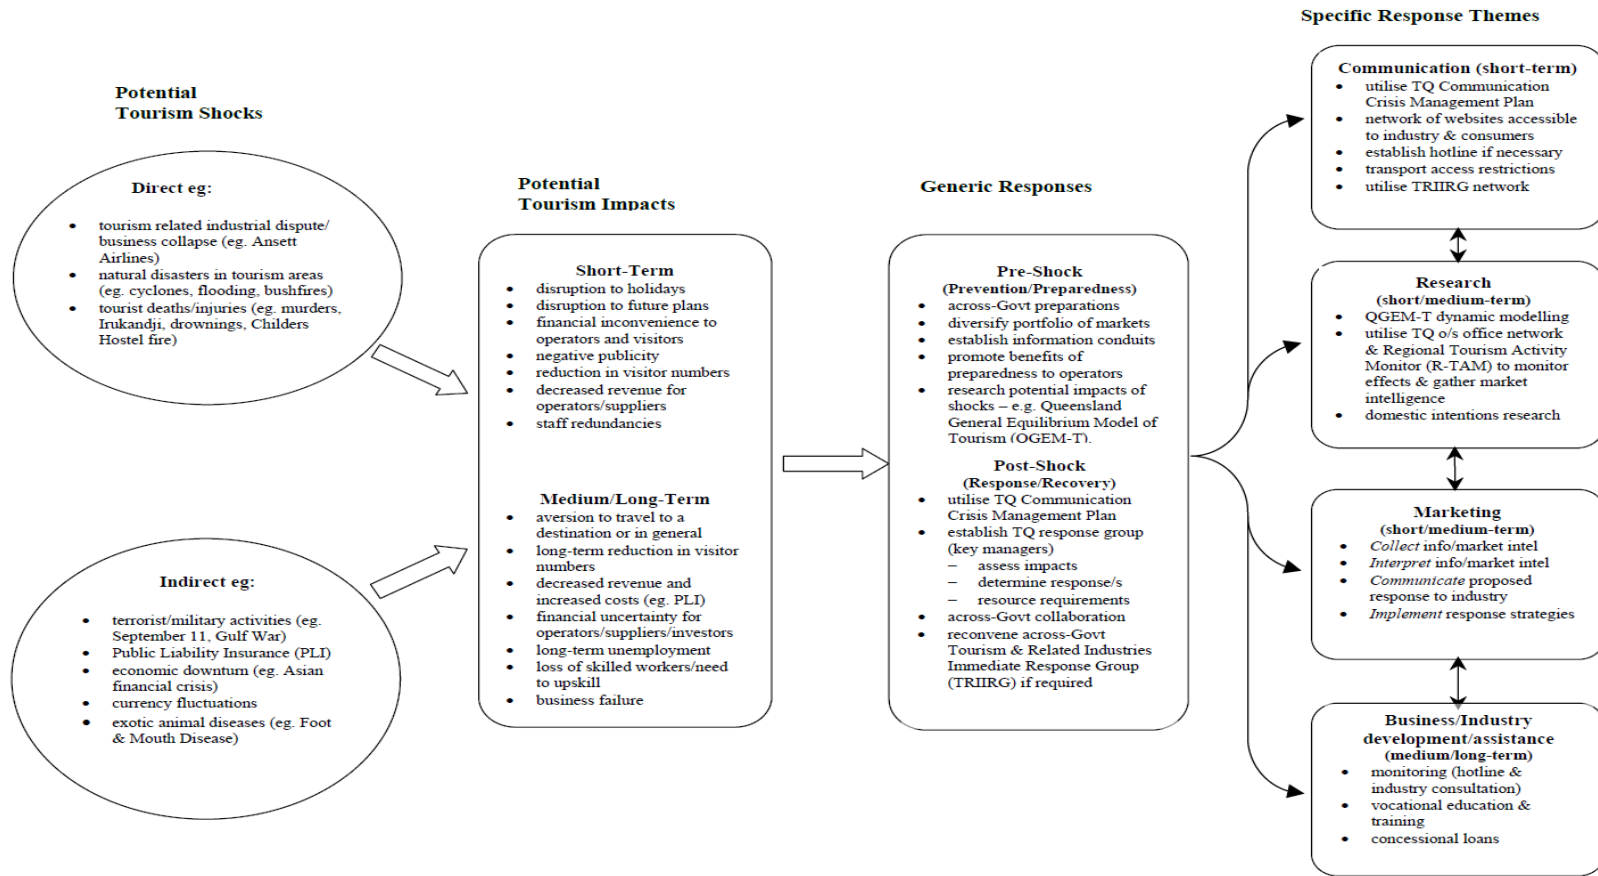 Potential
Tourism Shocks
Direct eg:
• tourism related industrial dispute/
business collapse (eg. Ansett
Airlines)
• natural disasters in tourism areas
(eg. cyclones, flooding, bushfires)
• tourist deaths/injuries (eg. murders,
Irukandji, drownings, Childers
Hostel fire)
Indirect eg:
• terrorist/military activities (eg.
September 11, Gulf War)
• Public Liability Insurance (PLI)
• economic downturn (eg. Asian
financial crisis)
• currency fluctuations
• exotic animal diseases (eg. Foot
& Mouth Disease)
Potential
Tourism Impacts
Short-Term
• disruption to holidays
• disruption to future plans
• financial inconvenience to
operators and visitors
• negative publicity
• reduction in visitor numbers
• decreased revenue for
operators/suppliers
• staff redundancies
Medium/Long-Term
• aversion to travel to a
destination or in general
• long-term reduction in visitor
numbers
• decreased revenue and
increased costs (eg. PLI)
• financial uncertainty for
operators/suppliers/investors
• long-term unemployment
• loss of skilled workers/need
to upskill
• business failure
Generic Responses
Pre-Shock
(Prevention/Preparedness)
• across-Govt preparations
• diversify portfolio of markets
• establish information conduits
• promote benefits of
preparedness to operators
• research potential impacts of
shocks – e.g. Queensland
General Equilibrium Model of
Tourism (QGEM-T).
Post-Shock
(Response/Recovery)
• utilise TQ Communication
Crisis Management Plan
• establish TQ response group
(key managers)
– assess impacts
– determine response/s
– resource requirements
• across-Govt collaboration
• reconvene across-Govt
Tourism & Related Industries
Immediate Response Group
(TRIIRG) if required
Specific Response Themes
Communication (short-term)
• utilise TQ Communication
Crisis Management Plan
• network of websites accessible
to industry & consumers
• establish hotline if necessary
• transport access restrictions
• utilise TRIIRG network
Research
(short/medium-term)
• QGEM-T dynamic modelling
• utilise TQ o/s office network
& Regional Tourism Activity
Monitor (R-TAM) to monitor
effects & gather market
intelligence
• domestic intentions research
Marketing
(short/medium-term)
• Collect info/market intel
• Interpret info/market intel
• Communicate proposed
response to industry
• Implement response strategies
Business/Industry
development/assistance
(medium/long-term)
• monitoring (hotline &
industry consultation)
• vocational education &
training
• concessional loans